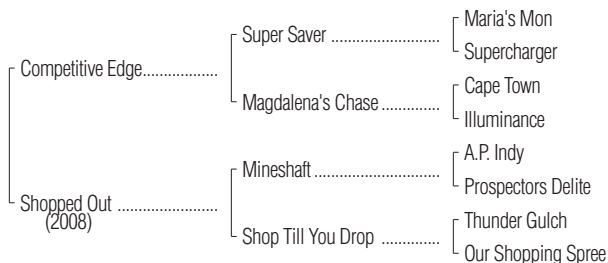 Maria's Mon
Super Saver ..........................
Supercharger
Competitive Edge..................
Cape Town
Magdalena's Chase ..............
Illuminance
A.P. Indy
Mineshaft ..............................
Prospectors Delite
Shopped Out ........................
(2008)
Thunder Gulch
Shop Till You Drop ..............
Our Shopping Spree